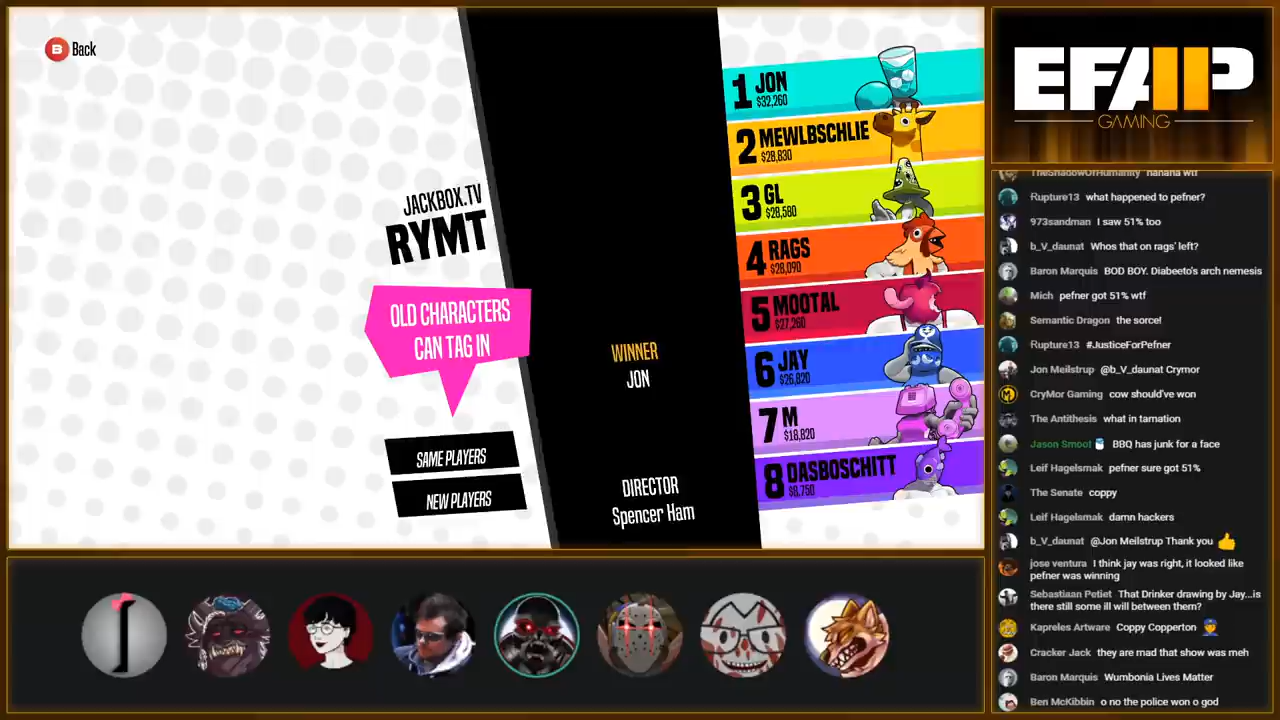 B Back
JACKBOX.TV
RYMT
OLD CHARACTERS
CAN TAG IN
SAME PLAYERS
NEW PLAYERS
WINNER
JON
DIRECTOR
Spencer Ham
1 JON
$32,260
2 MEWLBSCHLIE
$28,830
3 GL
$28,580
4 RAGS
$28,090
5 MOOTAL
$27,260
6 JAY
$26,820
7 M
$18,820
8 DASBOSCHITT
$8,750
EFAP
GAMING
TheShadowOfHumanity hahaha wtf
Rupture13 what happened to pefner?
973sandman I saw 51% too
b_V_daunat Whos that on rags' left?
Baron Marquis BOD BOY. Diabeeto's arch nemesis
Mich pefner got 51% wtf
Semantic Dragon the sorce!
Rupture13 #JusticeForPefner
Jon Meilstrup @b_V_daunat Crymor
CryMor Gaming cow should've won
The Antithesis what in tamation
Jason Smoot BBQ has junk for a face
Leif Hagelsmak pefner sure got 51%
The Senate coppy
Leif Hagelsmak damn hackers
b_V_daunat @Jon Meilstrup Thank you 👍
jose ventura I think jay was right, it looked like
pefner was winning
Sebastiaan Petiet That Drinker drawing by Jay...is
there still some ill will between them?
Kapreles Artware Coppy Copperton 👮
Cracker Jack they are mad that show was meh
Baron Marquis Wumbonia Lives Matter
Ben McKibbin o no the police won o god